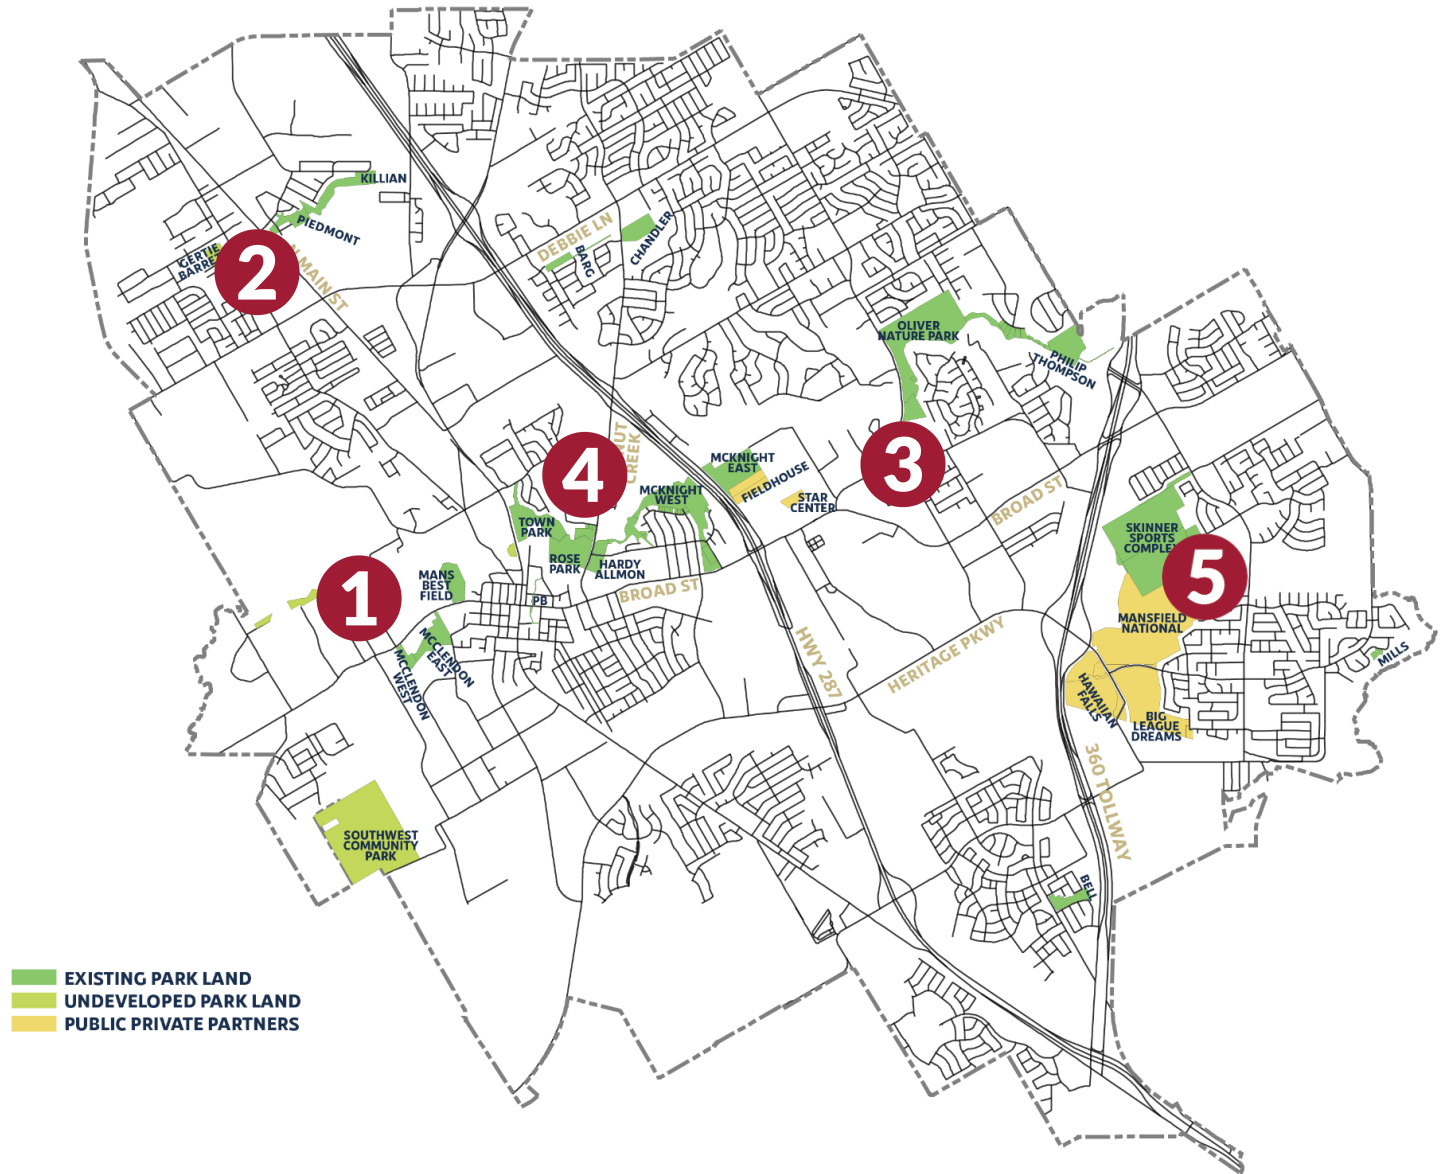 KILLIAN
PIEDMONT
GERTIE
2
N MAIN ST
DEBBIE LN
BARG
CHANDLER
OLIVER
NATURE PARK
PHILIP
THOMPSON
4
CREEK
3
MCKNIGHT
EAST
FIELDHOUSE
STAR
CENTER
MCKNIGHT
WEST
BROAD ST
TOWN
PARK
ROSE
PARK
HARDY
ALLMON
BROAD ST
SKINNER
SPORTS
5
1
MANS
BEST
FIELD
PB
MCCLENDON
EAST
MCCLENDON
WEST
MANSFIELD
NATIONAL
MILLS
HERITAGE PKWY
HWY 287
HAWAIIAN
FALLS
BIG
LEAGUE
DREAMS
360 TOLLWAY
SOUTHWEST
COMMUNITY
PARK
BELL
EXISTING PARK LAND
UNDEVELOPED PARK LAND
PUBLIC PRIVATE PARTNERS